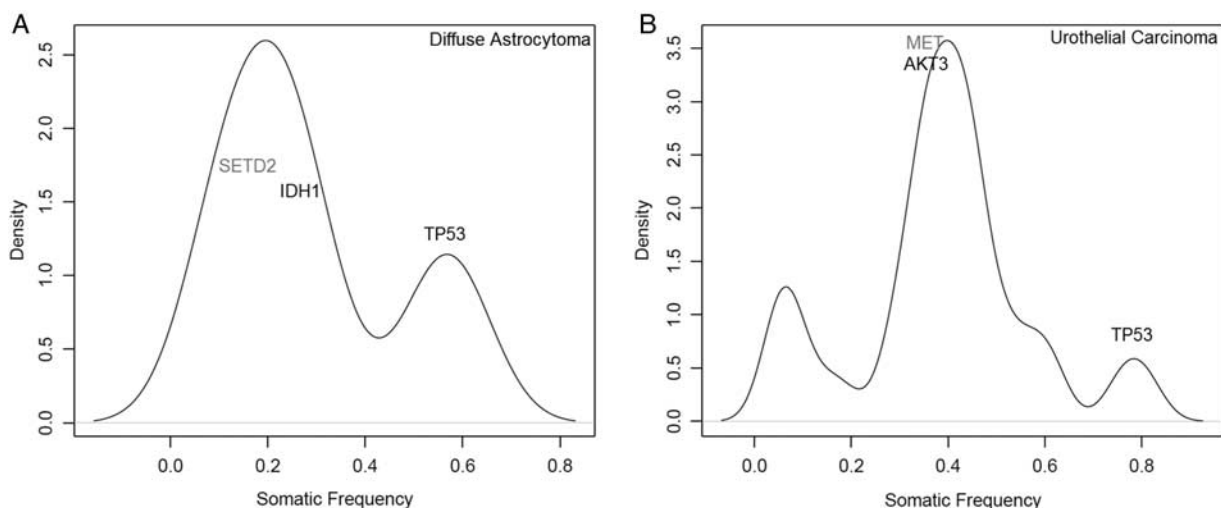 A
Diffuse Astrocytoma
2.5
2.0
1.5
1.0
0.5
0.0
Density
SETD2
IDH1
TP53
0.0 0.2 0.4 0.6 0.8
Somatic Frequency
B
Urothelial Carcinoma
3.5
3.0
2.5
2.0
1.5
1.0
0.5
0.0
Density
MET
AKT3
TP53
0.0 0.2 0.4 0.6 0.8
Somatic Frequency